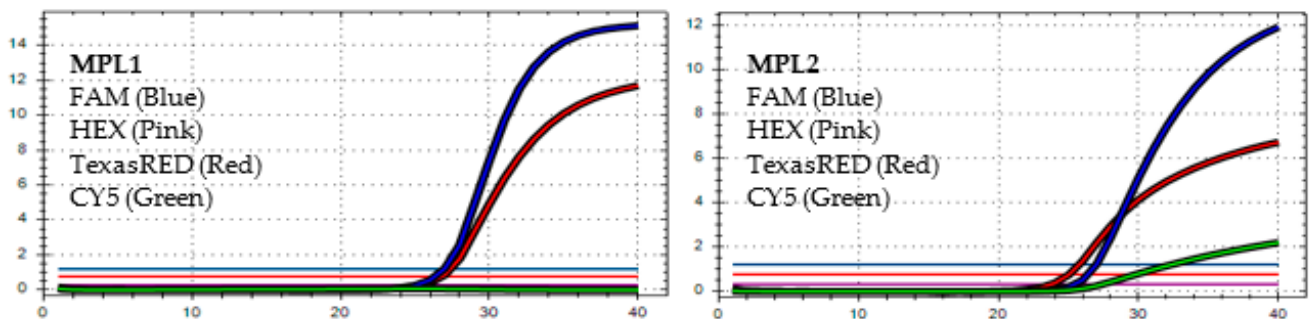 14
12
10
8
6
4
2
0
MPL1
FAM (Blue)
HEX (Pink)
TexasRED (Red)
CY5 (Green)
0 10 20 30 40
12
10
8
6
4
2
0
MPL2
FAM (Blue)
HEX (Pink)
TexasRED (Red)
CY5 (Green)
0 10 20 30 40